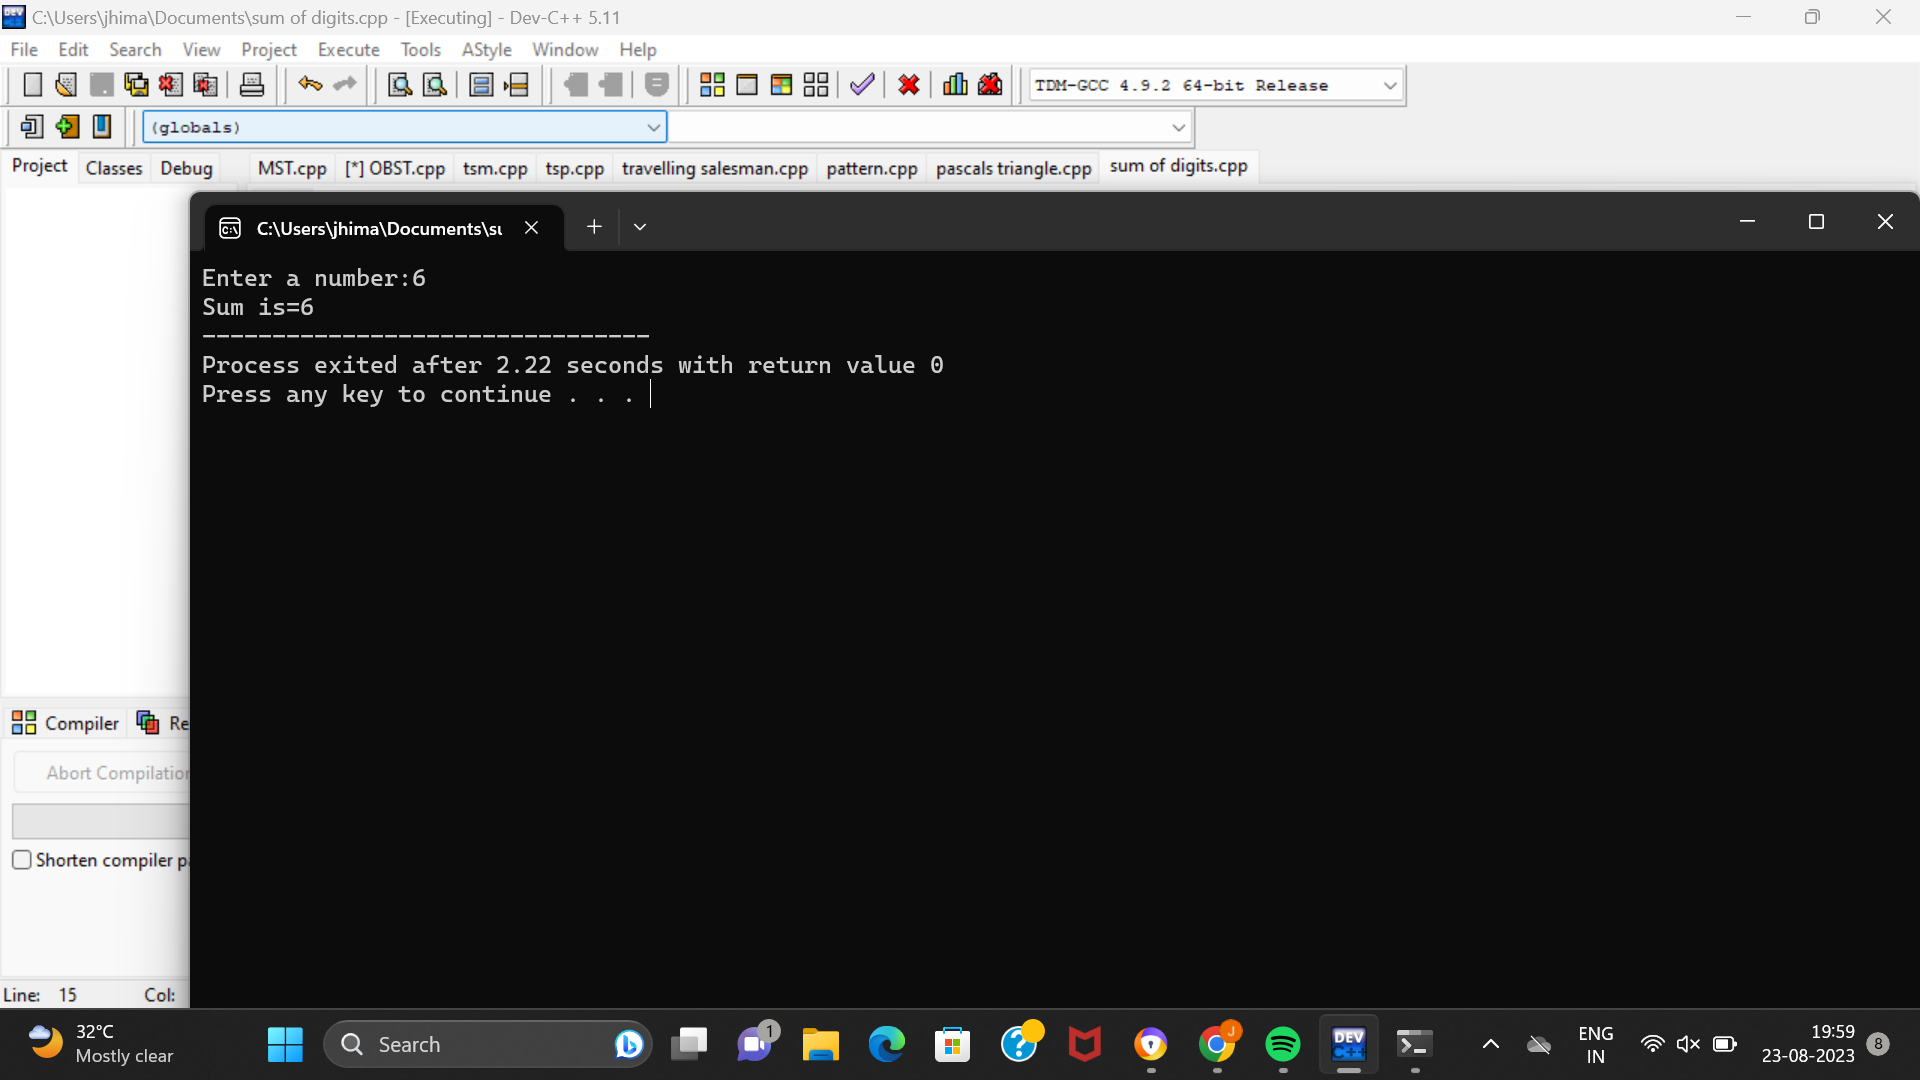 C:\Users\jhima\Documents\sum of digits.cpp - [Executing] - Dev-C++ 5.11
File Edit Search View Project Execute Tools AStyle Window Help
TDM-GCC 4.9.2 64-bit Release
(globals)
Project Classes Debug MST.cpp [*] OBST.cpp tsm.cpp tsp.cpp travelling salesman.cpp pattern.cpp pascals triangle.cpp sum of digits.cpp
C:\Users\jhima\Documents\su
Enter a number:6
Sum is=6
--------------------------------
Process exited after 2.22 seconds with return value 0
Press any key to continue . . .
Compiler Re
Abort Compilation
Shorten compiler pa
Line: 15 Col:
32°C
Mostly clear
Search
1
J
DEV
C++
ENG
IN
19:59
23-08-2023
8